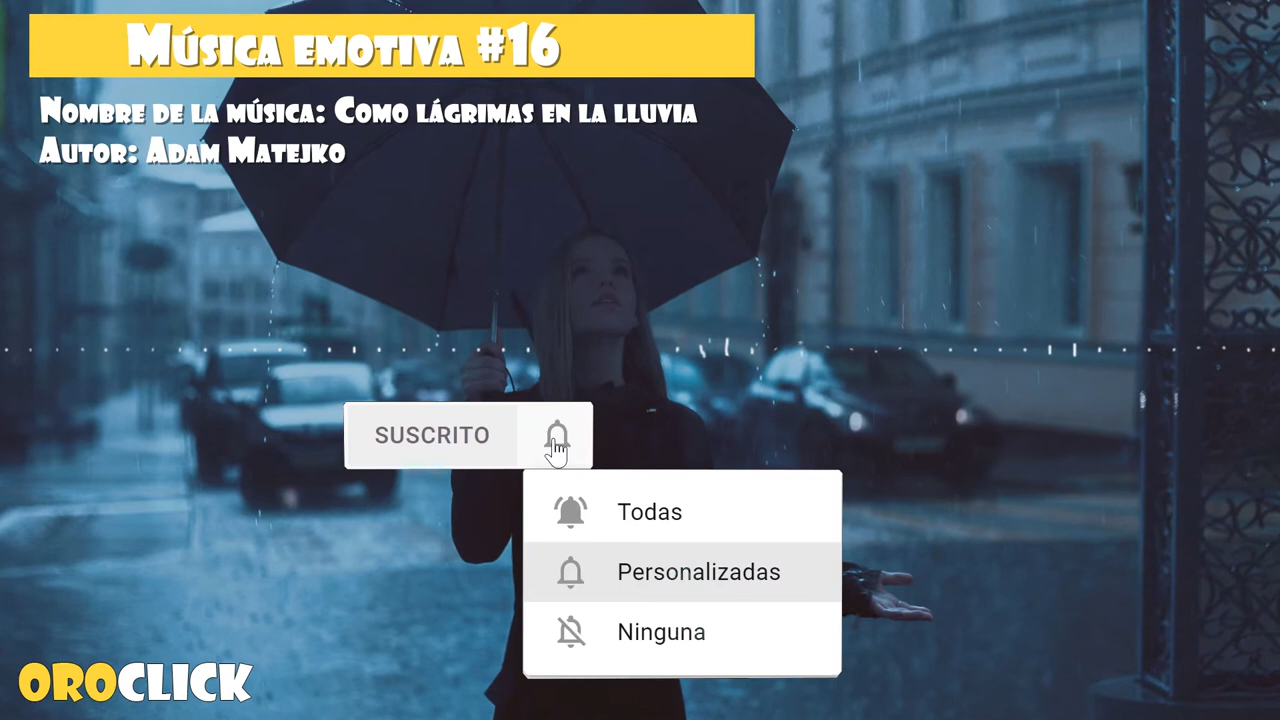 Música emotiva #16
Nombre de la música: Como lágrimas en la lluvia
Autor: Adam Matejko
SUSCRITO
Todas
Personalizadas
Ninguna
OROCLICK